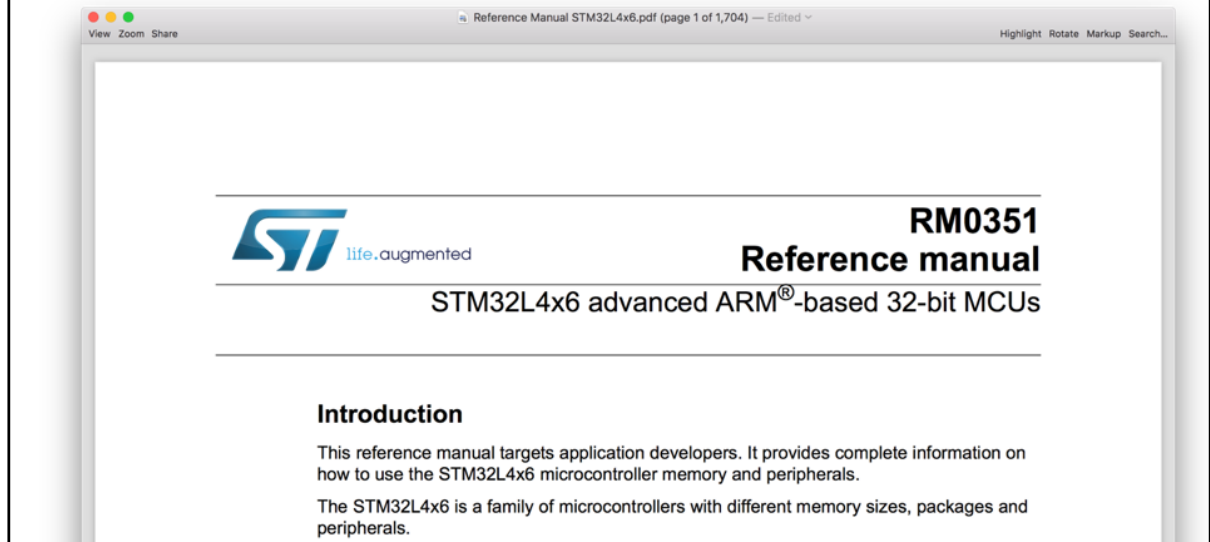 Reference Manual STM32L4x6.pdf (page 1 of 1,704) — Edited
View Zoom Share
Highlight Rotate Markup Search...
ST life.augmented
RM0351
Reference manual
STM32L4x6 advanced ARM®-based 32-bit MCUs
Introduction
This reference manual targets application developers. It provides complete information on
how to use the STM32L4x6 microcontroller memory and peripherals.
The STM32L4x6 is a family of microcontrollers with different memory sizes, packages and
peripherals.